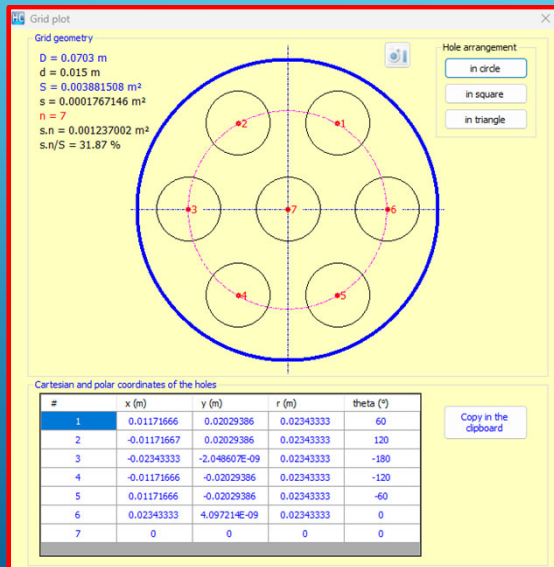 HC Grid plot
Grid geometry
D = 0.0703 m
d = 0.015 m
S = 0.003881508 m²
s = 0.0001767146 m²
n = 7
s.n = 0.001237002 m²
s.n/S = 31.87 %
Hole arrangement
in circle
in square
in triangle
2 1
3 7 6
4 5
Cartesian and polar coordinates of the holes
# x (m) y (m) r (m) theta (°)
1 0.01171666 0.02029386 0.02343333 60
2 -0.01171667 0.02029386 0.02343333 120
3 -0.02343333 -2.048607E-09 0.02343333 -180
4 -0.01171666 -0.02029386 0.02343333 -120
5 0.01171666 -0.02029386 0.02343333 -60
6 0.02343333 4.097214E-09 0.02343333 0
7 0 0 0 0
Copy in the
clipboard